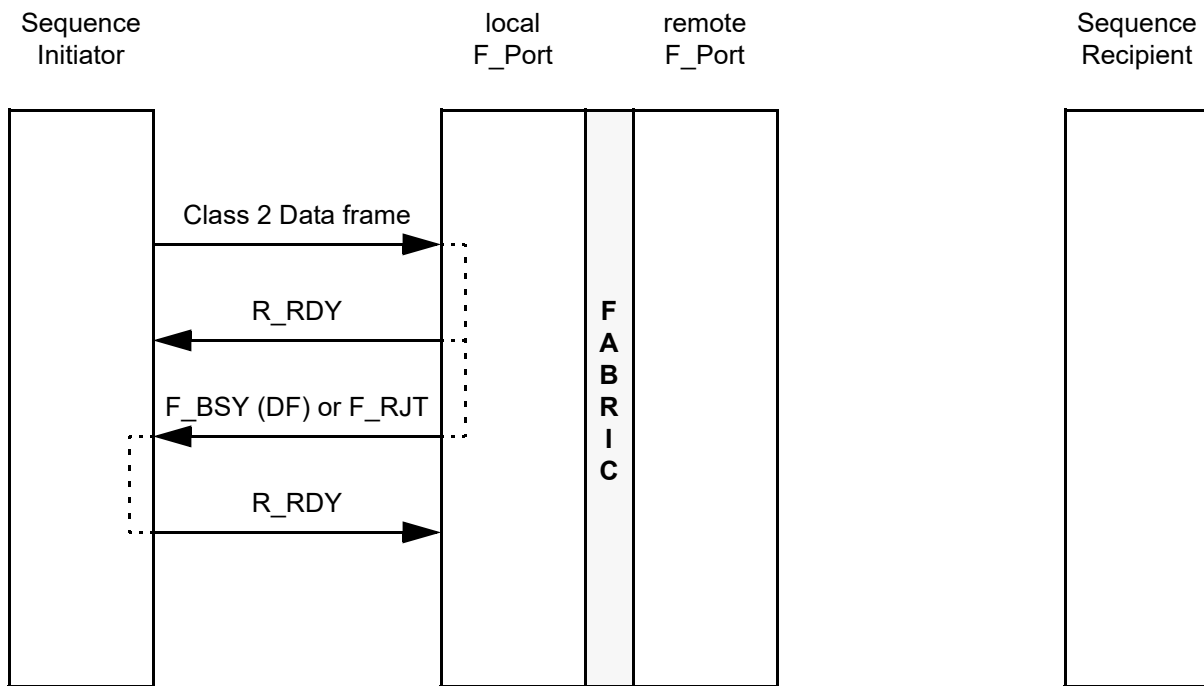 Sequence
Initiator
local
F_Port
remote
F_Port
Sequence
Recipient
Class 2 Data frame
R_RDY
F_BSY (DF) or F_RJT
R_RDY
F
A
B
R
I
C